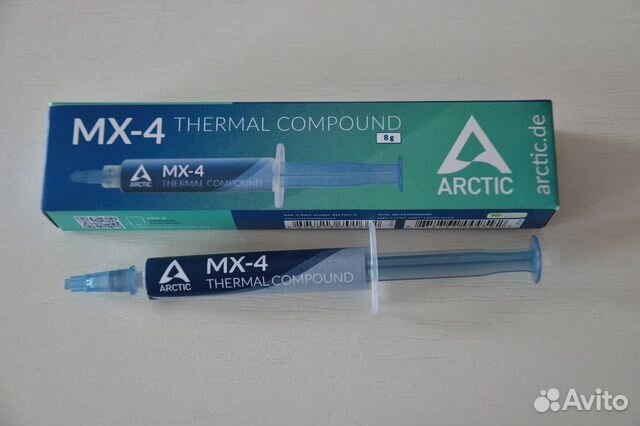 MX-4 THERMAL COMPOUND
8g
ARCTIC
MX-4
THERMAL COMPOUND
ARCTIC
arctic.de
ARCTIC
MX-4
THERMAL COMPOUND
Avito